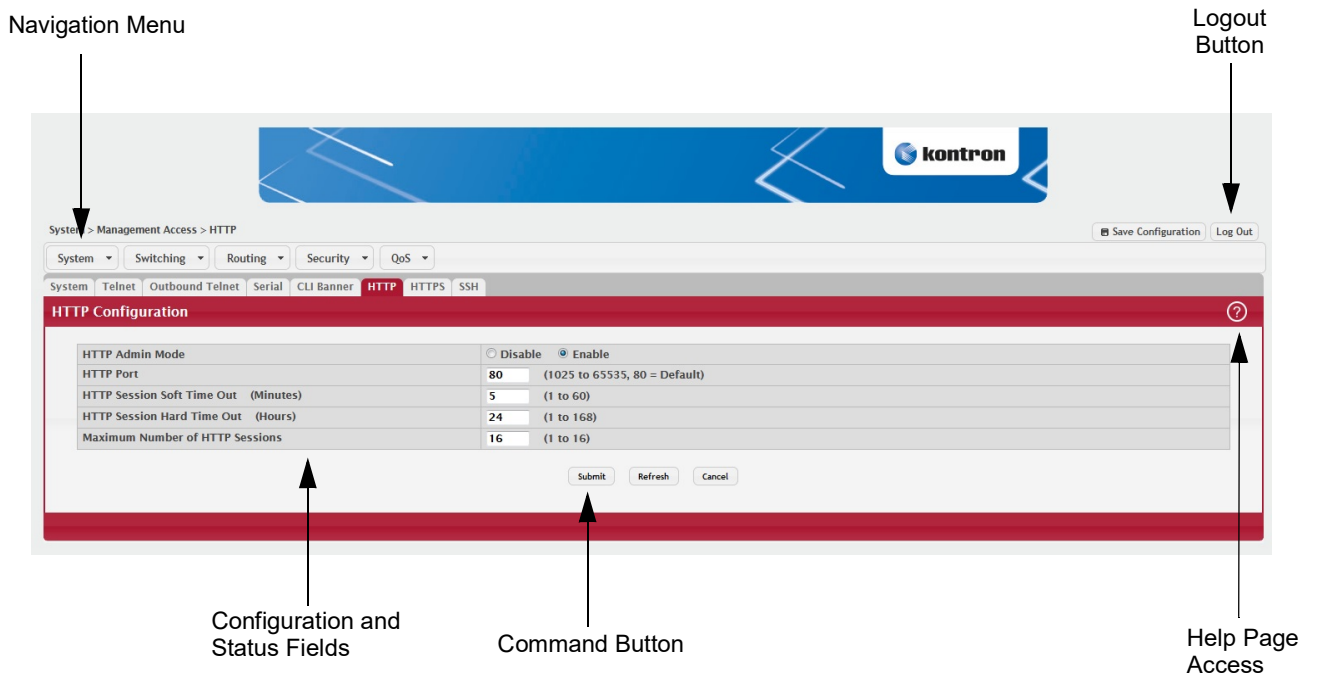 Navigation Menu
Logout
Button
kontron
System > Management Access > HTTP
Save Configuration
Log Out
System
Switching
Routing
Security
QoS
System
Telnet
Outbound Telnet
Serial
CLI Banner
HTTP
HTTPS
SSH
HTTP Configuration
?
HTTP Admin Mode
Disable
Enable
HTTP Port
80
(1025 to 65535, 80 = Default)
HTTP Session Soft Time Out (Minutes)
5
(1 to 60)
HTTP Session Hard Time Out (Hours)
24
(1 to 168)
Maximum Number of HTTP Sessions
16
(1 to 16)
Submit
Refresh
Cancel
Configuration and
Status Fields
Command Button
Help Page
Access